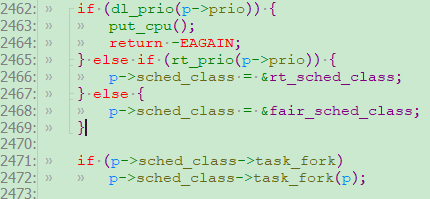 2462: if (dl_prio(p->prio)) {
2463: put_cpu();
2464: return -EAGAIN;
2465: } else if (rt_prio(p->prio)) {
2466: p->sched_class = &rt_sched_class;
2467: } else {
2468: p->sched_class = &fair_sched_class;
2469: }
2470:
2471: if (p->sched_class->task_fork)
2472: p->sched_class->task_fork(p);
2473: